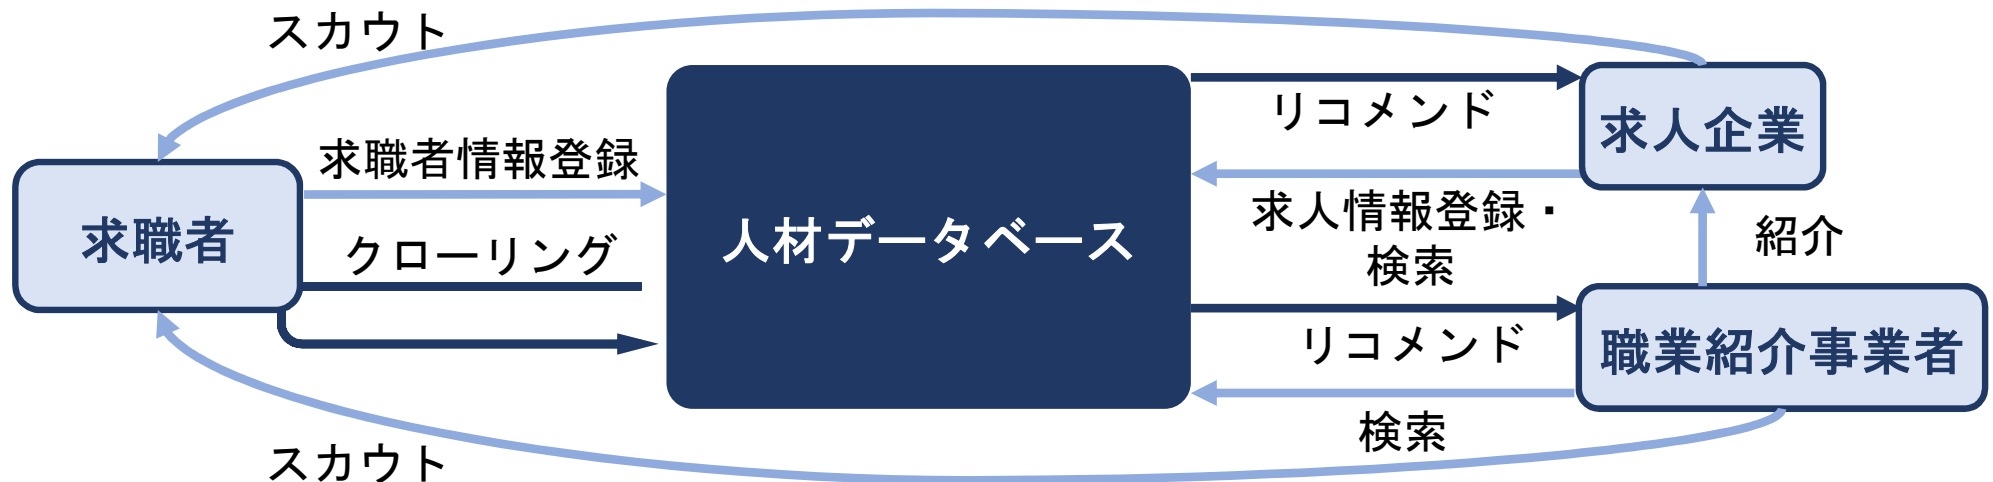 スカウト
リコメンド
求人企業
求職者情報登録
求人情報登録・
検索
紹介
求職者
クローリング
人材データベース
リコメンド
職業紹介事業者
検索
スカウト